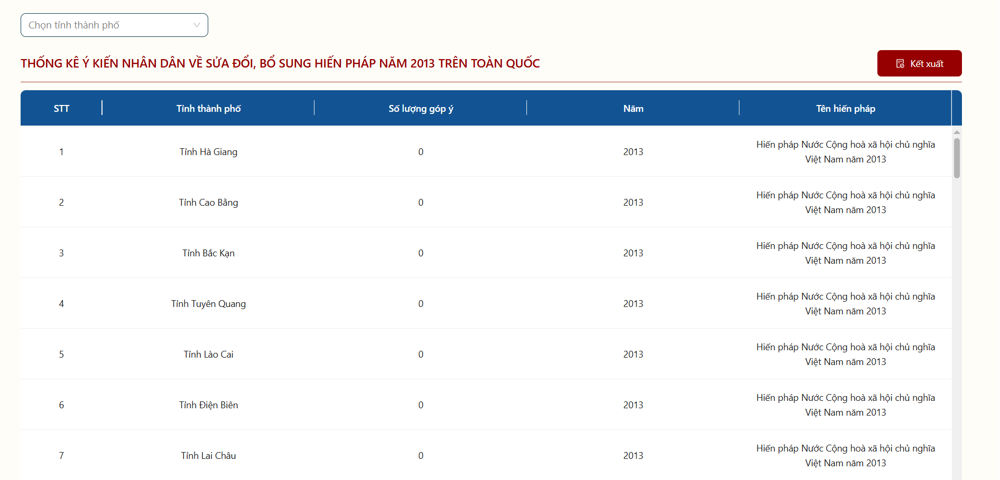 Chọn tỉnh thành phố
THỐNG KÊ Ý KIẾN NHÂN DÂN VỀ SỬA ĐỔI, BỔ SUNG HIẾN PHÁP NĂM 2013 TRÊN TOÀN QUỐC
Kết xuất
STT Tỉnh thành phố Số lượng góp ý Năm Tên hiến pháp
1 Tỉnh Hà Giang 0 2013 Hiến pháp Nước Cộng hoà xã hội chủ nghĩa
Việt Nam năm 2013
2 Tỉnh Cao Bằng 0 2013 Hiến pháp Nước Cộng hoà xã hội chủ nghĩa
Việt Nam năm 2013
3 Tỉnh Bắc Kạn 0 2013 Hiến pháp Nước Cộng hoà xã hội chủ nghĩa
Việt Nam năm 2013
4 Tỉnh Tuyên Quang 0 2013 Hiến pháp Nước Cộng hoà xã hội chủ nghĩa
Việt Nam năm 2013
5 Tỉnh Lào Cai 0 2013 Hiến pháp Nước Cộng hoà xã hội chủ nghĩa
Việt Nam năm 2013
6 Tỉnh Điện Biên 0 2013 Hiến pháp Nước Cộng hoà xã hội chủ nghĩa
Việt Nam năm 2013
7 Tỉnh Lai Châu 0 2013 Hiến pháp Nước Cộng hoà xã hội chủ nghĩa
Việt Nam năm 2013